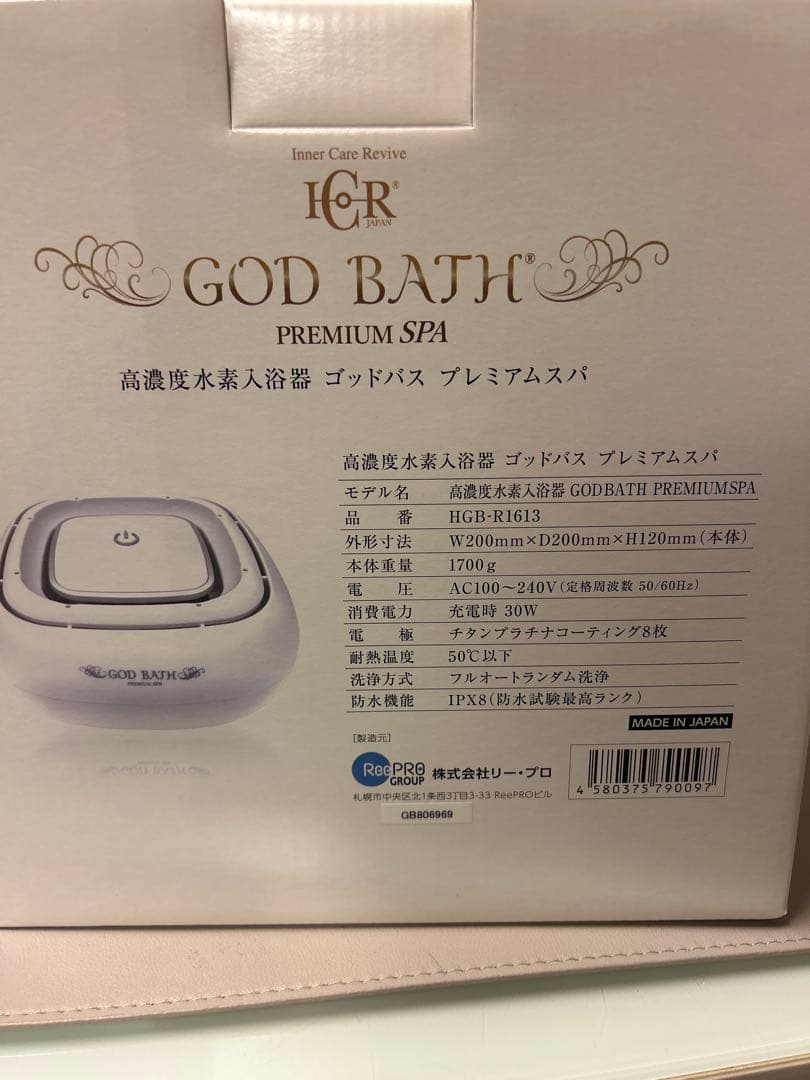 Inner Care Revive
ICR®
JAPAN
GOD BATH®
PREMIUM SPA
高濃度水素入浴器 ゴッドバス プレミアムスパ
高濃度水素入浴器 ゴッドバス プレミアムスパ
モデル名 高濃度水素入浴器 GODBATH PREMIUMSPA
品番 HGB-R1613
外形寸法 W200mm×D200mm×H120mm(本体)
本体重量 1700g
電圧 AC100〜240V(定格周波数 50/60Hz)
消費電力 充電時 30W
電極 チタンプラチナコーティング8枚
耐熱温度 50℃以下
洗浄方式 フルオートランダム洗浄
防水機能 IPX8(防水試験最高ランク)
MADE IN JAPAN
GOD BATH
PREMIUM SPA
[製造元]
ReePRO GROUP 株式会社リー・プロ
札幌市中央区北1条西3丁目3-33 ReePROビル
GB806969
4 580375 790097